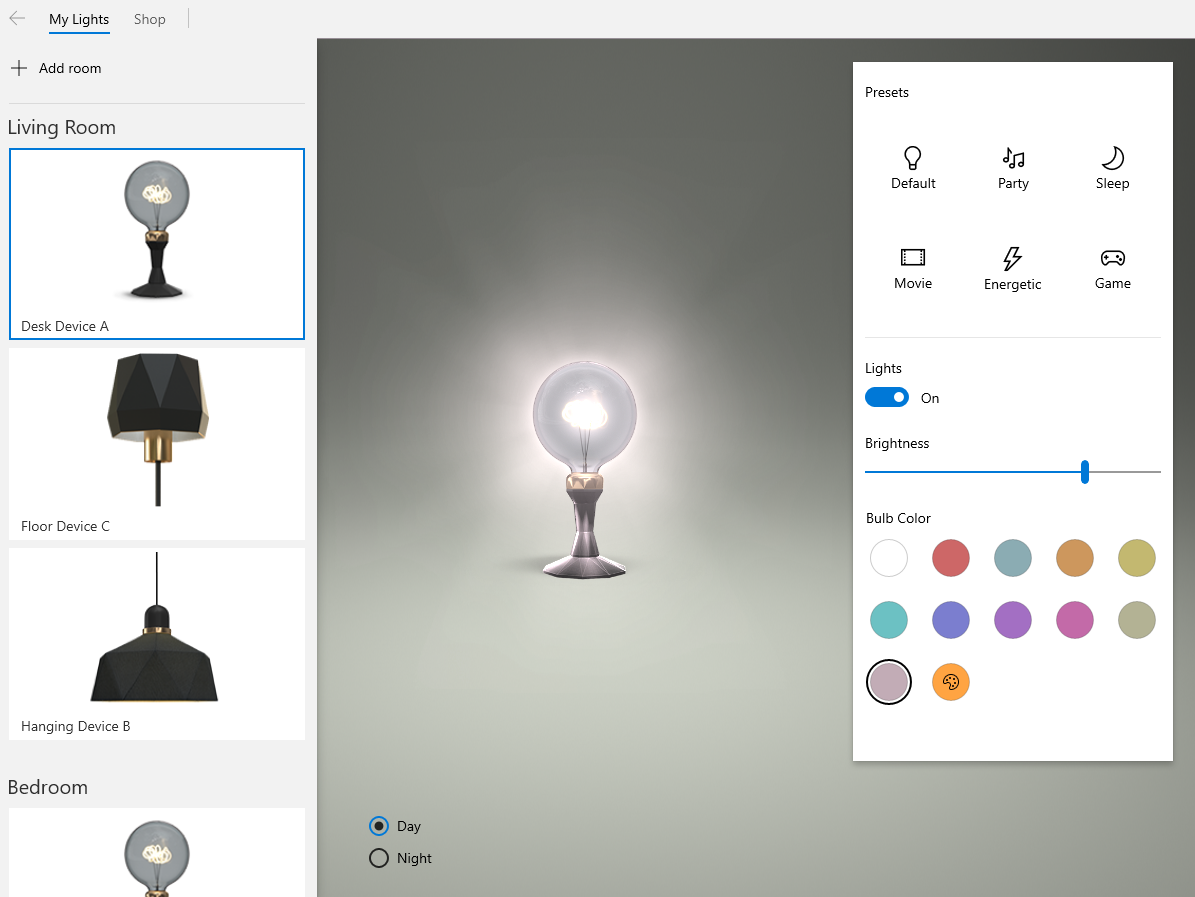 My Lights
Shop
Add room
Living Room
Desk Device A
Floor Device C
Hanging Device B
Bedroom
Day
Night
Presets
Default
Party
Sleep
Movie
Energetic
Game
Lights
On
Brightness
Bulb Color